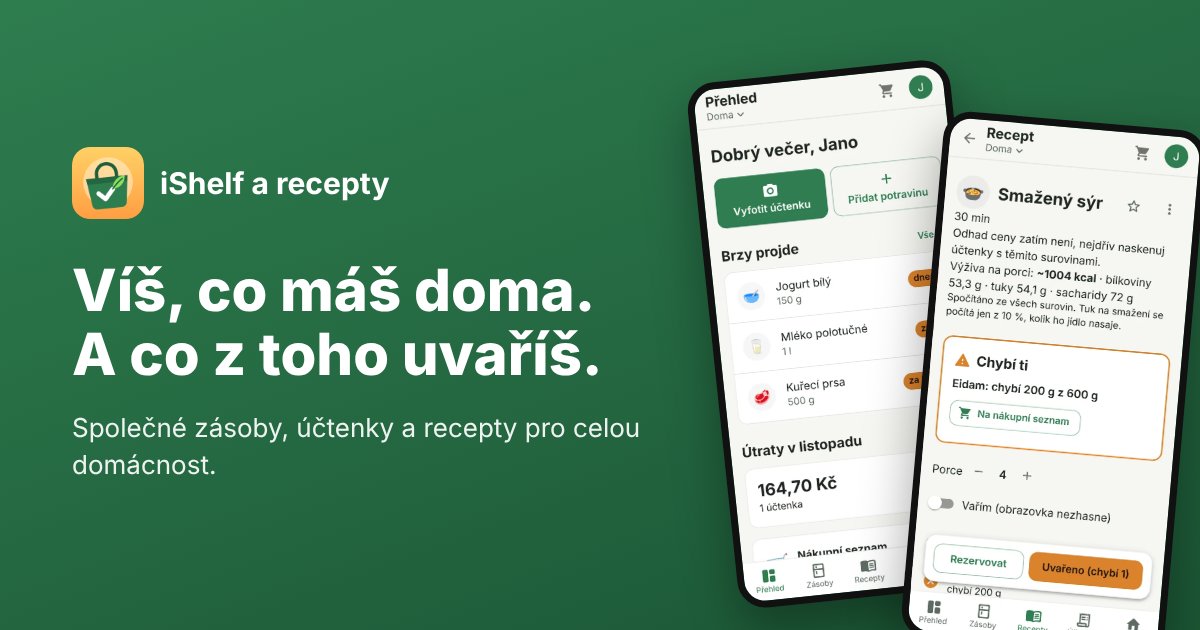 iShelf a recepty
Víš, co máš doma.
A co z toho uvaříš.
Společné zásoby, účtenky a recepty pro celou
domácnost.
Přehled
Doma
J
Dobrý večer, Jano
Vyfotit účtenku
Přidat potravinu
Brzy projde
Jogurt bílý
150 g
Mléko polotučné
1 l
Kuřecí prsa
500 g
za
Útraty v listopadu
164,70 Kč
1 účtenka
Nákupní seznam
Přehled
Zásoby
Recepty
Recept
Doma
J
Smažený sýr
30 min
Odhad ceny zatím není, nejdřív naskenuj
účtenky s těmito surovinami.
Výživa na porci: ~1004 kcal · bílkoviny
53,3 g · tuky 54,1 g · sacharidy 72 g
Spočítáno ze všech surovin. Tuk na smažení se
počítá jen z 10 %, kolik ho jídlo nasaje.
Chybí ti
Eidam: chybí 200 g z 600 g
Na nákupní seznam
Porce − 4 +
Vařím (obrazovka nezhasne)
Rezervovat
Uvařeno (chybí 1)
chybí 200 g
Přehled
Zásoby
Recepty